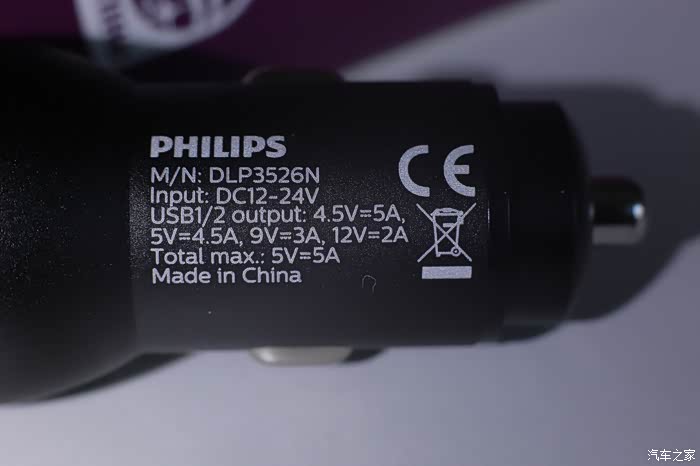 PHILIPS
M/N: DLP3526N
Input: DC12-24V
USB1/2 output: 4.5V=5A,
5V=4.5A, 9V=3A, 12V=2A
Total max.: 5V=5A
Made in China
CE
汽车之家